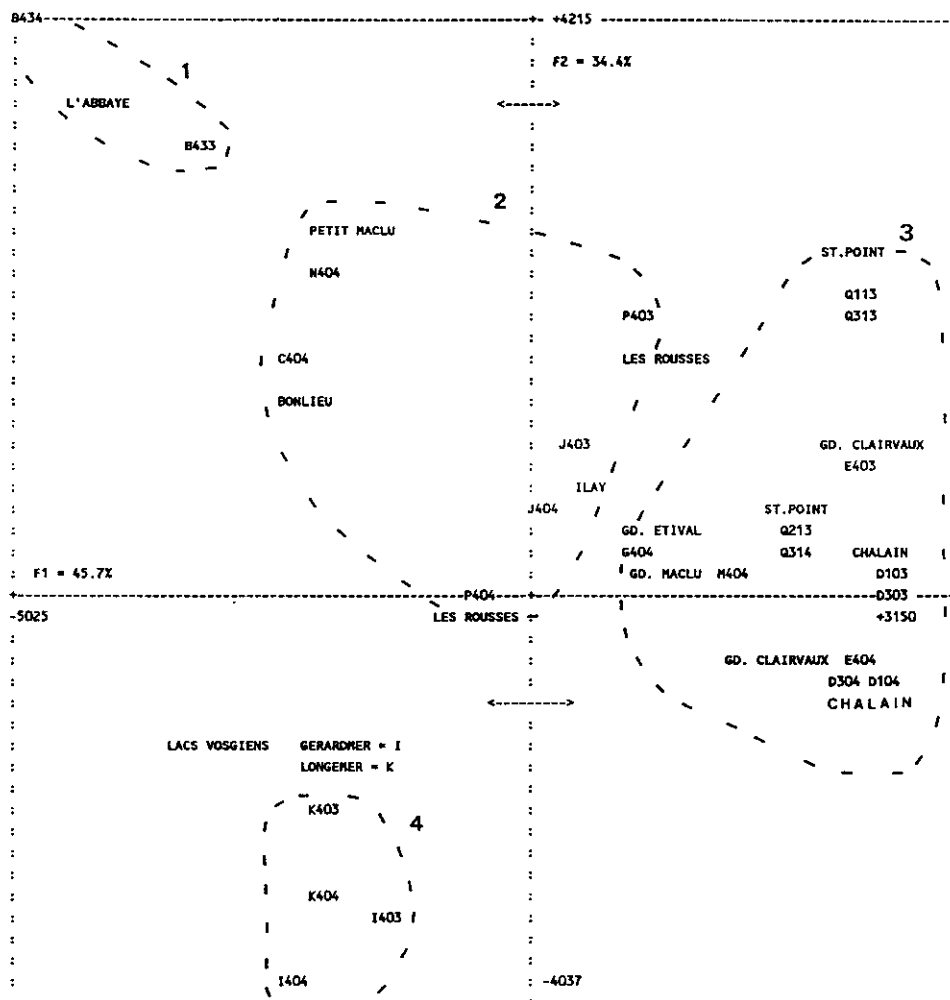 B434 +4215
1
F2 = 34.4%
L'ABBAYE
B433
2
PETIT MACLU
3
ST.POINT
N404
Q113
P403 Q313
C404 LES ROUSSES
BONLIEU
J403 GD. CLAIRVAUX
E403
ILAY
J404 ST.POINT
GD. ETIVAL Q213
G404 Q314 CHALAIN
F1 = 45.7% GD. MACLU M404 D103
P404 D303
-5025 LES ROUSSES +3150
GD. CLAIRVAUX E404
D304 D104
CHALAIN
LACS VOSGIENS GERARDMER = I
LONGEMER = K
K403
4
K404
I403
I404 -4037